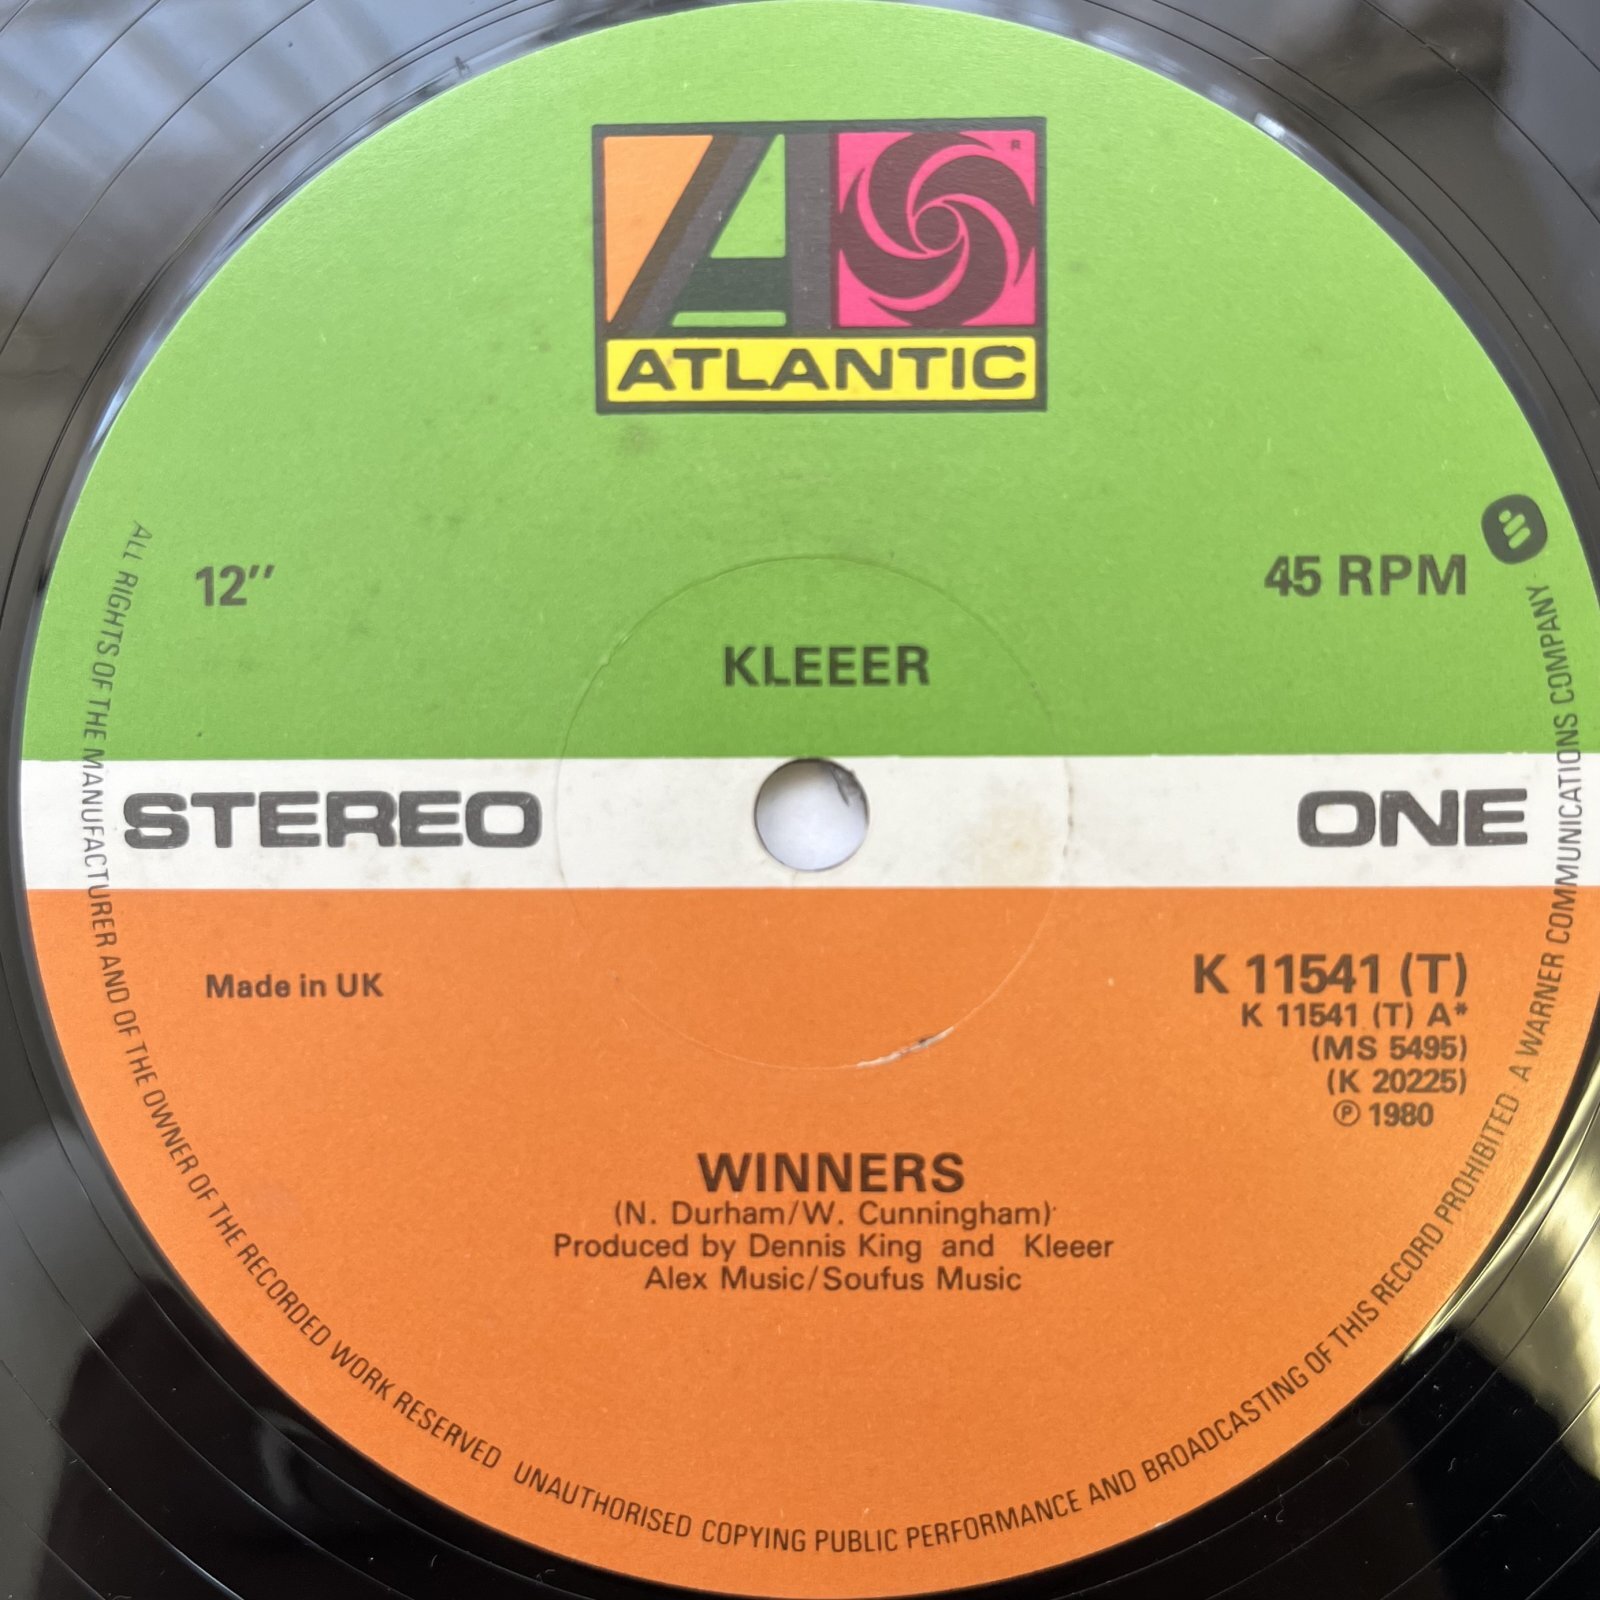 ATLANTIC
R
12"
45 RPM
KLEEER
STEREO
ONE
Made in UK
K 11541 (T)
K 11541 (T) A*
(MS 5495)
(K 20225)
℗ 1980
WINNERS
(N. Durham/W. Cunningham)
Produced by Dennis King and Kleeer
Alex Music/Soufus Music
ALL RIGHTS OF THE MANUFACTURER AND OF THE OWNER OF THE RECORDED WORK RESERVED UNAUTHORISED COPYING PUBLIC PERFORMANCE AND BROADCASTING OF THIS RECORD PROHIBITED A WARNER COMMUNICATIONS COMPANY